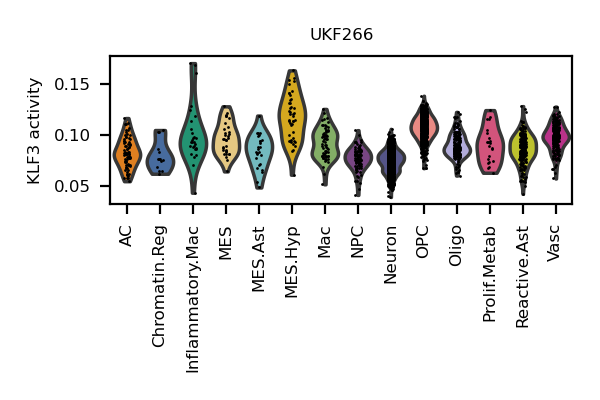 UKF266
KLF3 activity
0.15
0.10
0.05
AC
Chromatin.Reg
Inflammatory.Mac
MES
MES.Ast
MES.Hyp
Mac
NPC
Neuron
OPC
Oligo
Prolif.Metab
Reactive.Ast
Vasc